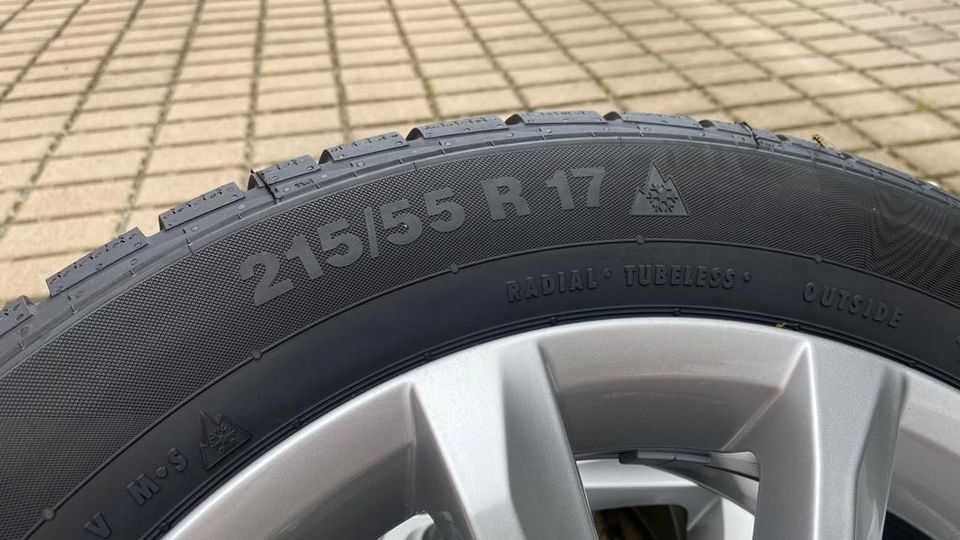 215/55 R 17
RADIAL • TUBELESS •
OUTSIDE
V M•S